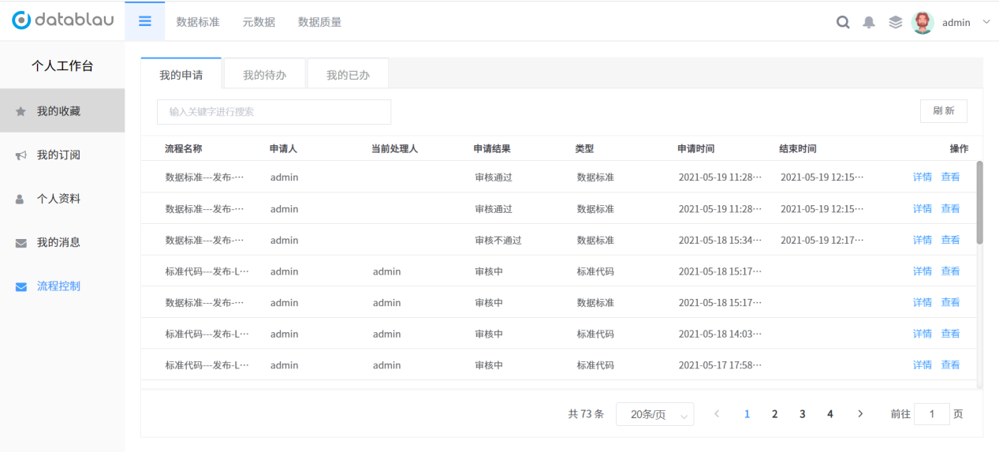 datablau
数据标准 元数据 数据质量
admin
个人工作台
我的收藏
我的订阅
个人资料
我的消息
流程控制
我的申请 我的待办 我的已办
输入关键字进行搜索
刷 新
流程名称 申请人 当前处理人 申请结果 类型 申请时间 结束时间 操作
数据标准---发布-··· admin 审核通过 数据标准 2021-05-19 11:28··· 2021-05-19 12:15··· 详情 查看
数据标准---发布-··· admin 审核通过 数据标准 2021-05-19 11:28··· 2021-05-19 12:15··· 详情 查看
数据标准---发布-··· admin 审核不通过 数据标准 2021-05-18 15:34··· 2021-05-19 12:17··· 详情 查看
标准代码---发布-L··· admin admin 审核中 标准代码 2021-05-18 15:17··· 详情 查看
数据标准---发布-··· admin admin 审核中 数据标准 2021-05-18 15:17··· 详情 查看
标准代码---发布-L··· admin admin 审核中 标准代码 2021-05-18 14:03··· 详情 查看
标准代码---发布-L··· admin admin 审核中 标准代码 2021-05-17 17:58··· 详情 查看
共 73 条 20条/页 1 2 3 4 前往 1 页